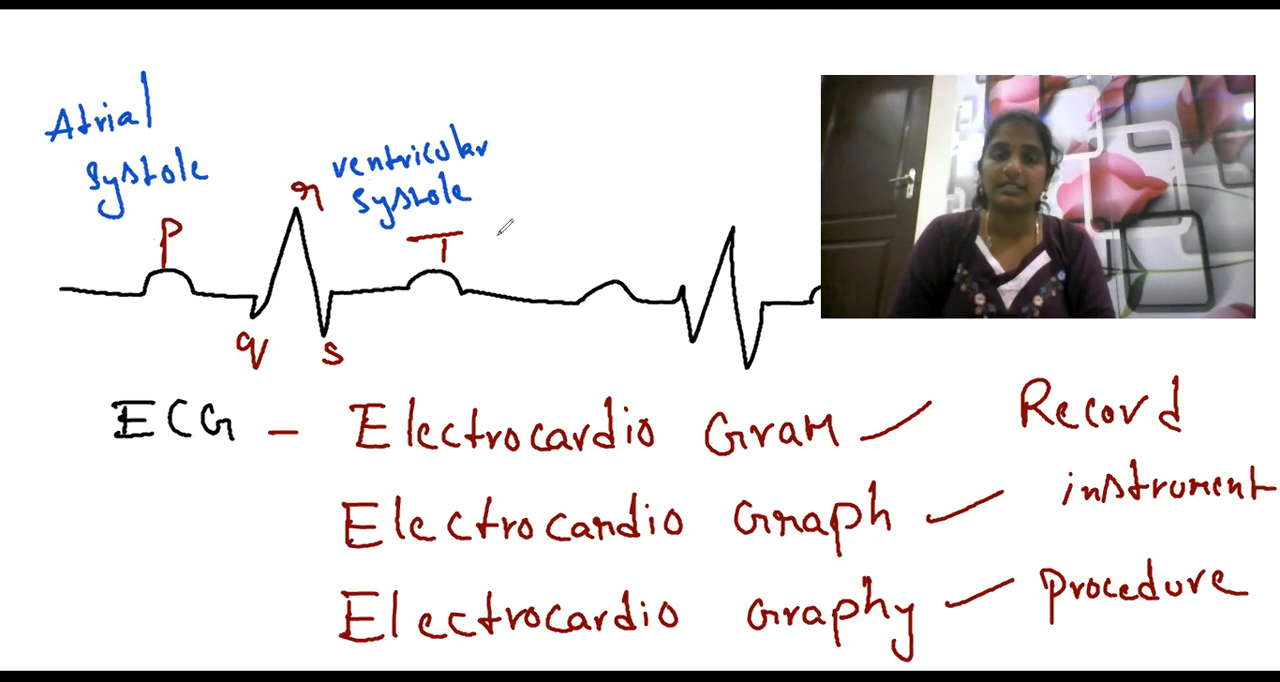 Atrial
systole
ventricular
systole
P
r
T
q
s
ECG - Electrocardio Gram
Record
Electrocardio Graph
instrument
Electrocardio Graphy
procedure